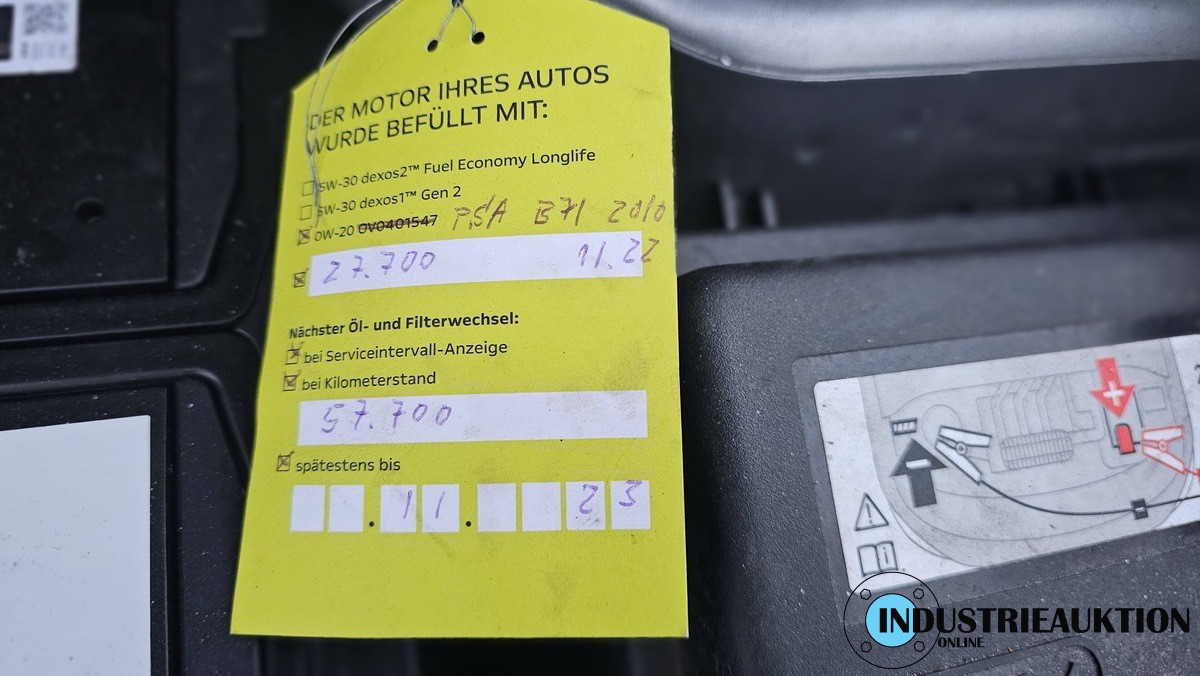 DER MOTOR IHRES AUTOS
WURDE BEFÜLLT MIT:
5W-30 dexos2™ Fuel Economy Longlife
5W-30 dexos1™ Gen 2
0W-20 OV0401547 PSA B71 2010
27.700 11.22
Nächster Öl- und Filterwechsel:
bei Serviceintervall-Anzeige
bei Kilometerstand
57.700
spätestens bis
. 11 . 23
INDUSTRIEAUKTION
ONLINE